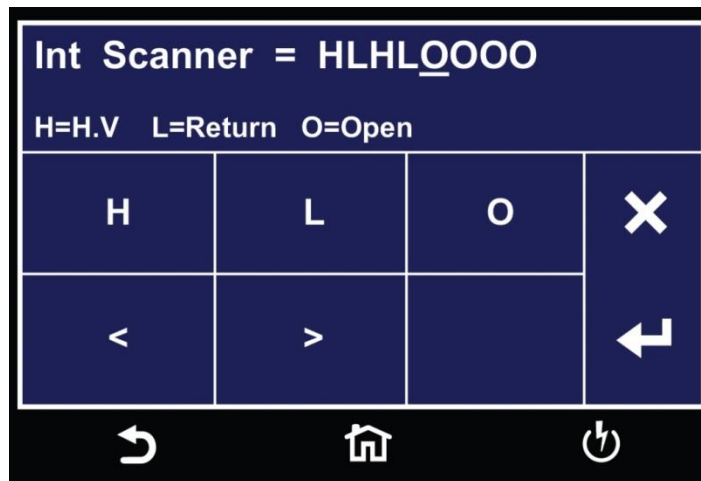 Int Scanner = HLHLOOOO
H=H.V L=Return O=Open
H L O
< >